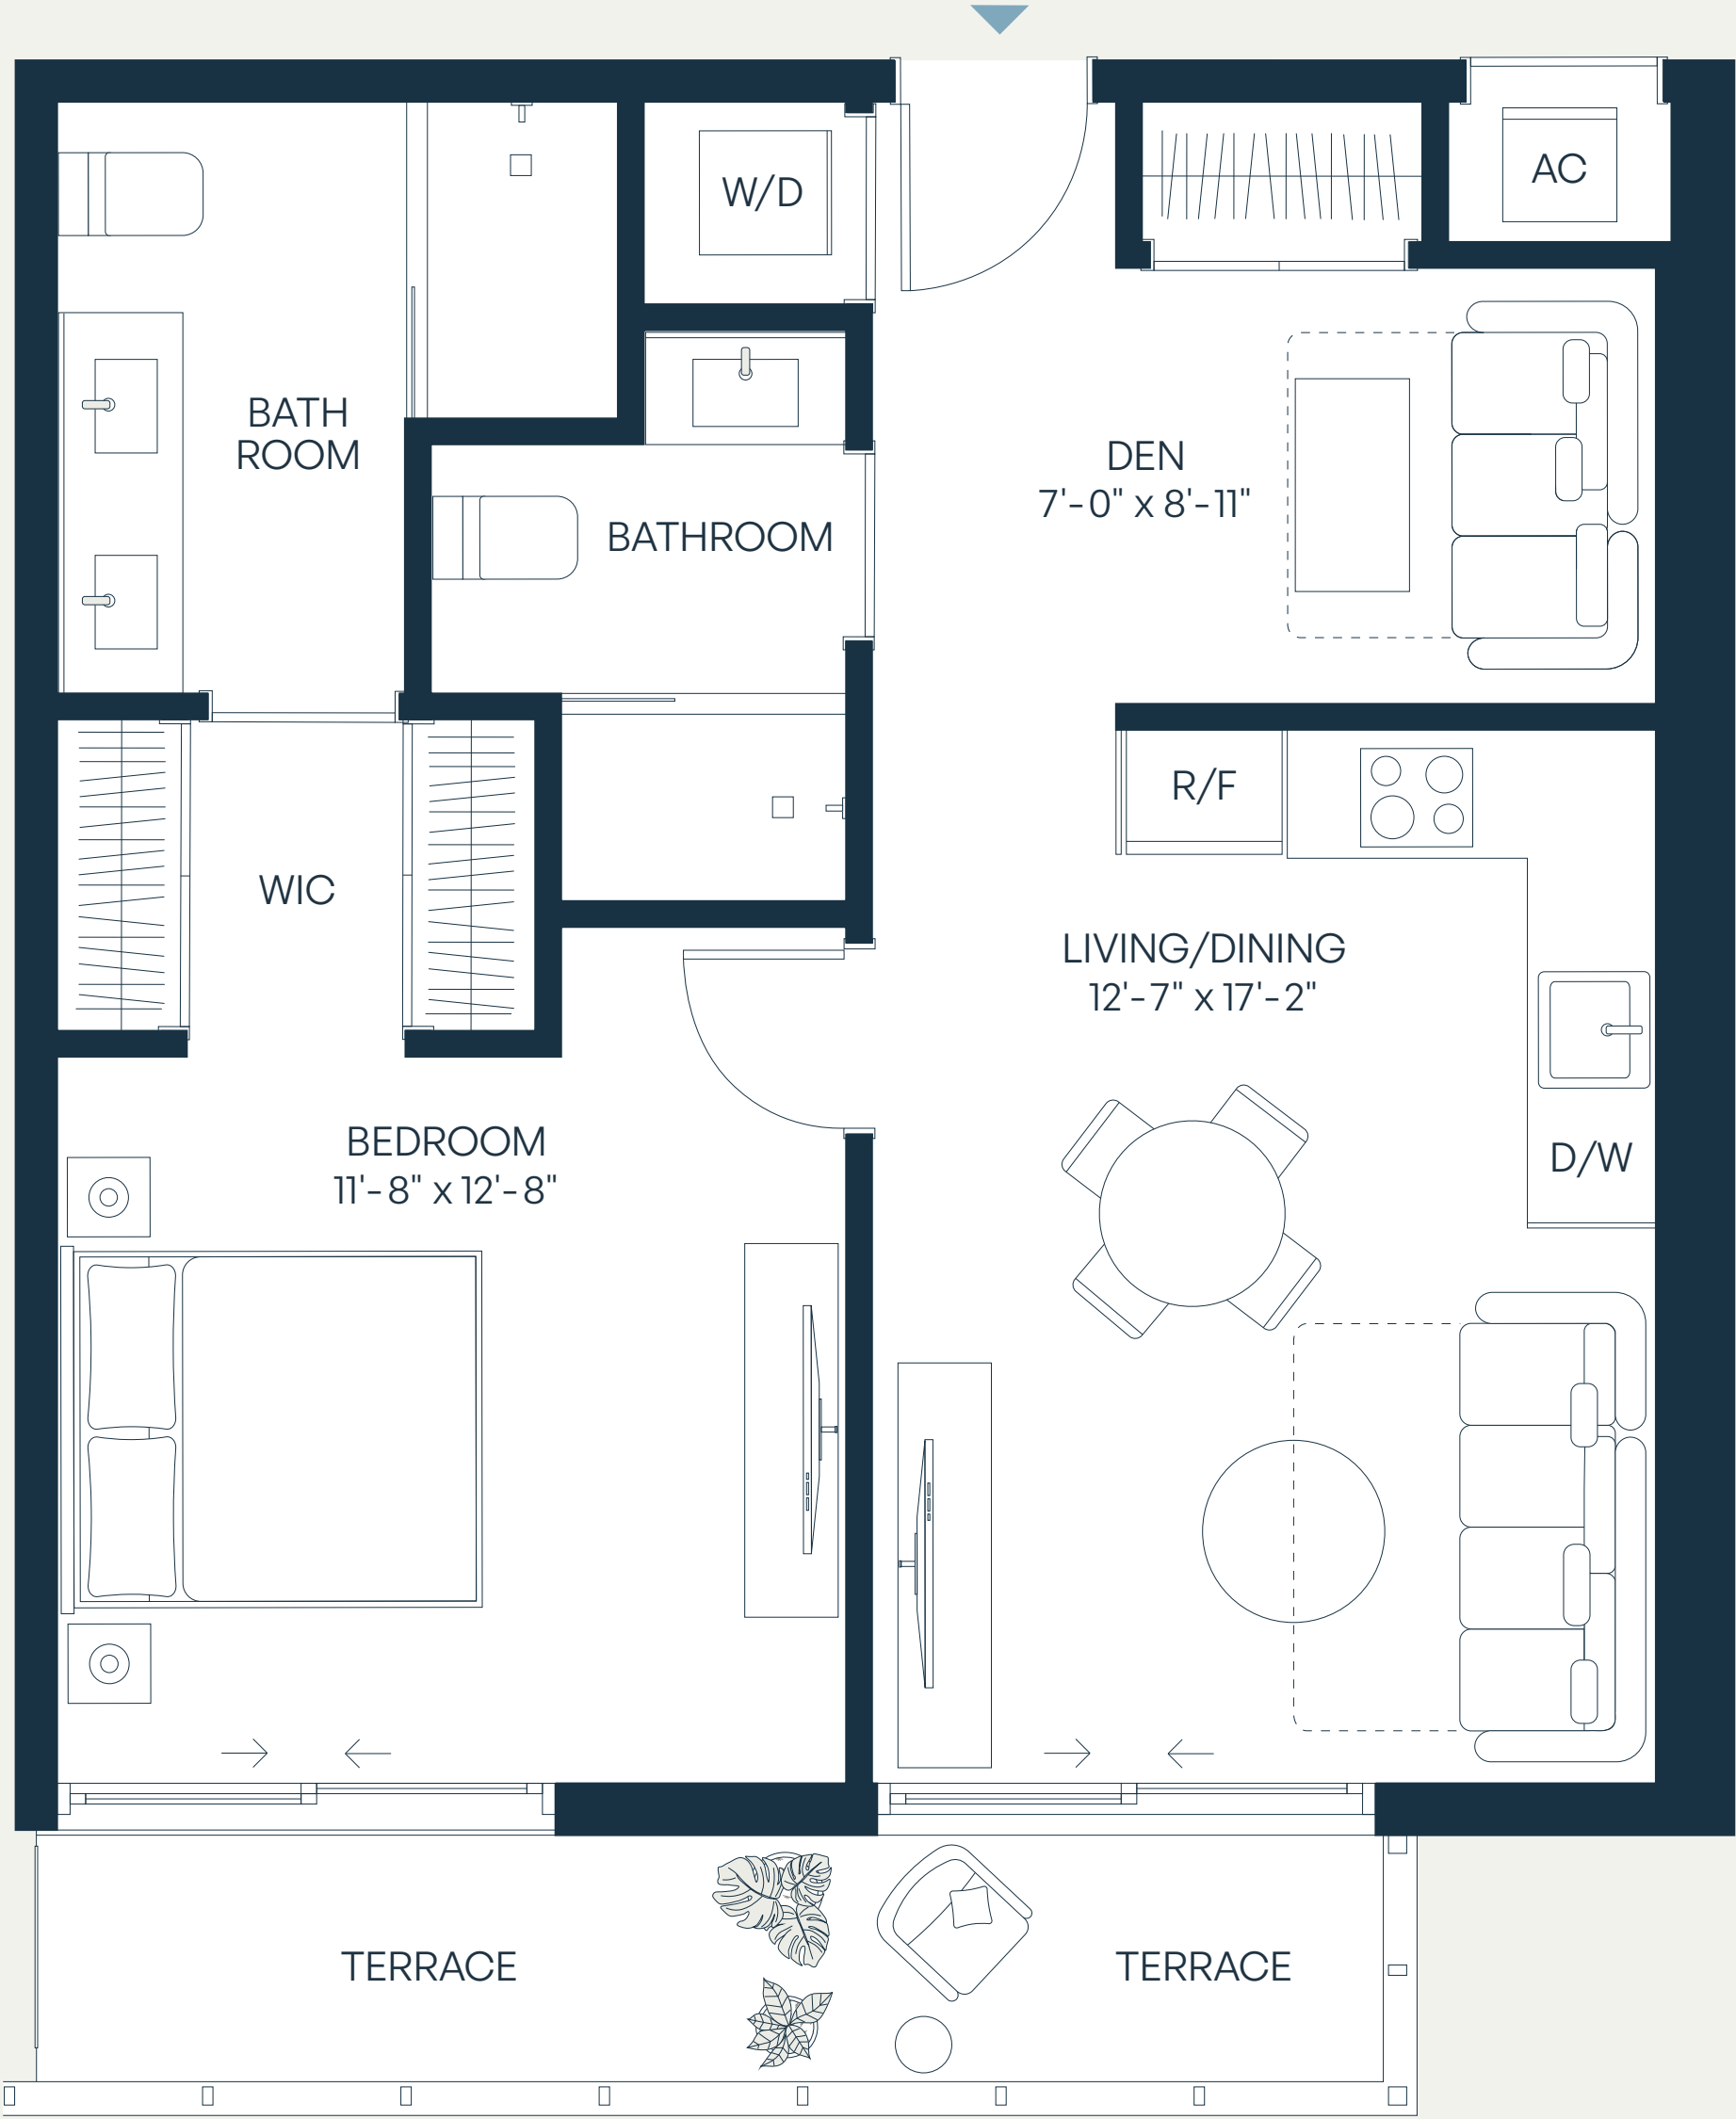 W/D
AC
BATH
ROOM
DEN
7'-0" x 8'-11"
BATHROOM
R/F
WIC
LIVING/DINING
12'-7" x 17'-2"
BEDROOM
11'-8" x 12'-8"
D/W
TERRACE
TERRACE